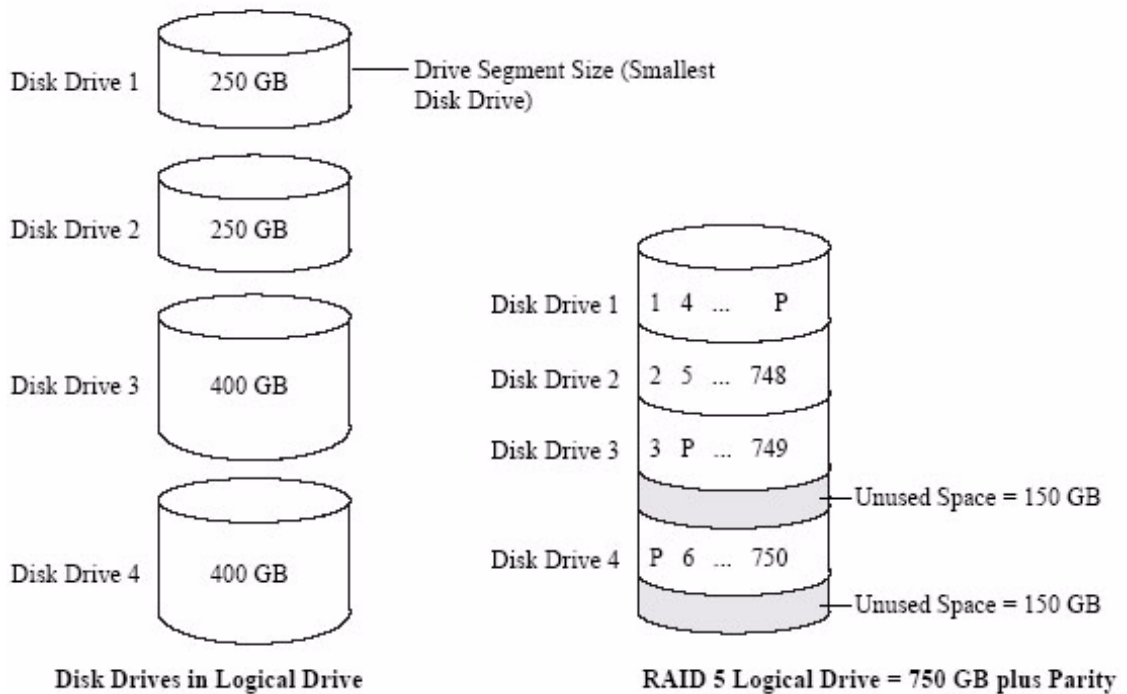 Disk Drive 1
250 GB
Drive Segment Size (Smallest
Disk Drive)
Disk Drive 2
250 GB
Disk Drive 3
400 GB
Disk Drive 4
400 GB
Disk Drives in Logical Drive
Disk Drive 1
1 4 ... P
Disk Drive 2
2 5 ... 748
Disk Drive 3
3 P ... 749
Unused Space = 150 GB
Disk Drive 4
P 6 ... 750
Unused Space = 150 GB
RAID 5 Logical Drive = 750 GB plus Parity